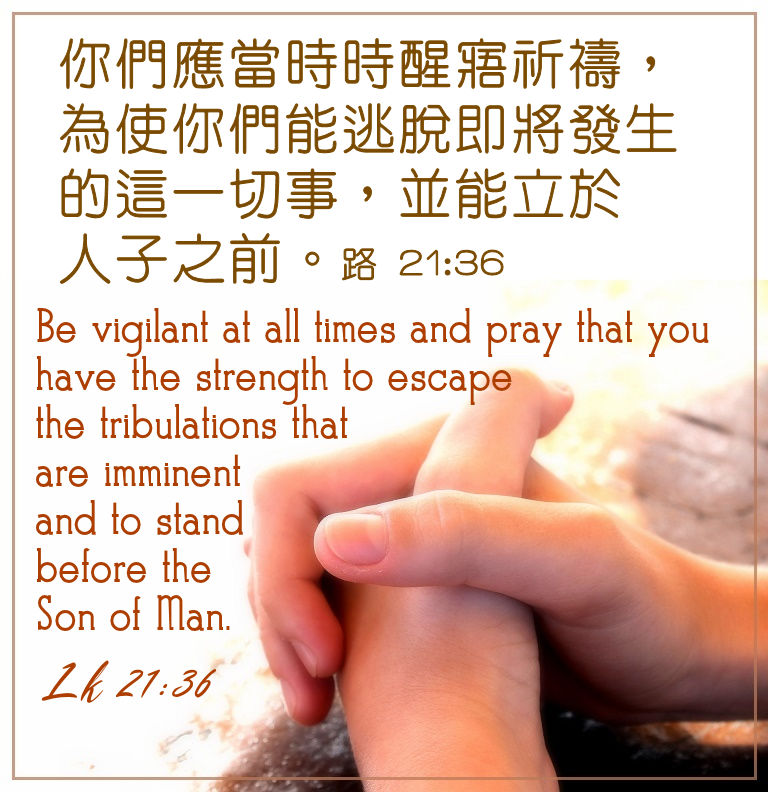 你們應當時時醒寤祈禱，
為使你們能逃脫即將發生
的這一切事，並能立於
人子之前。路 21:36
Be vigilant at all times and pray that you
have the strength to escape
the tribulations that
are imminent
and to stand
before the
Son of Man.
Lk 21:36